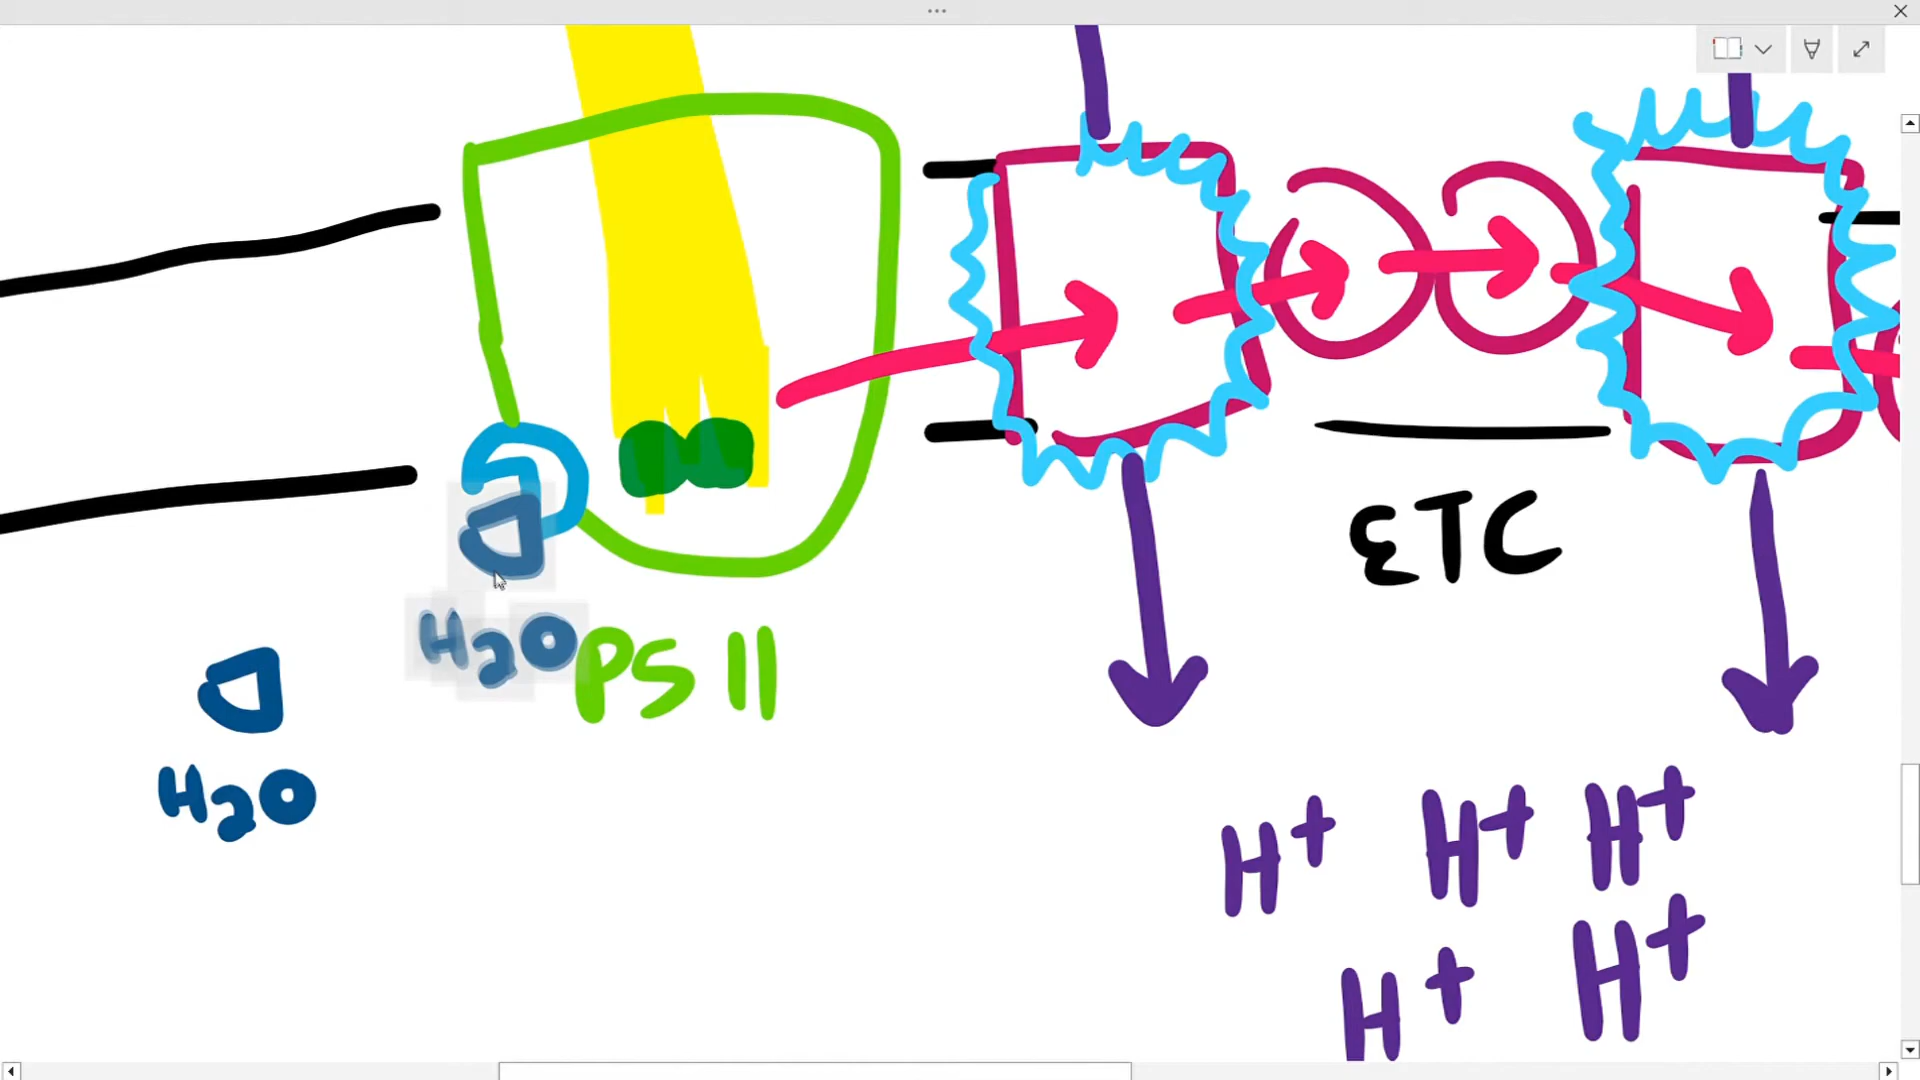 ETC
H2O PS II
H2O
H+ H+ H+
H+ H+